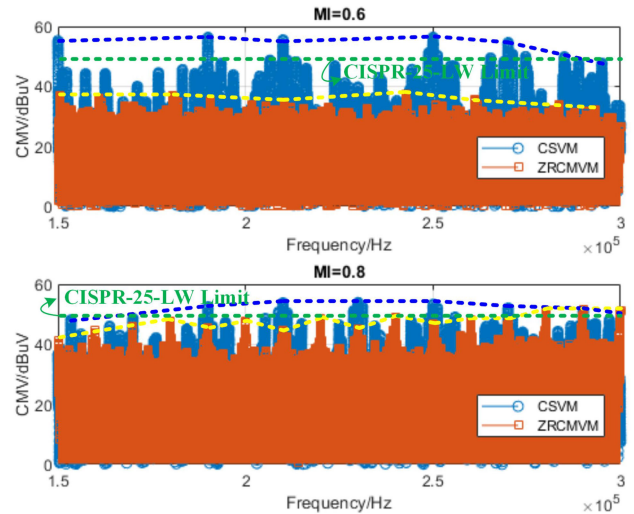 MI=0.6
60
40
20
0
CMV/dBuV
CISPR-25-LW Limit
CSVM
ZRCMVM
1.5
2
2.5
3
Frequency/Hz
×10^5
MI=0.8
60
40
20
0
CMV/dBuV
CISPR-25-LW Limit
CSVM
ZRCMVM
1.5
2
2.5
3
Frequency/Hz
×10^5